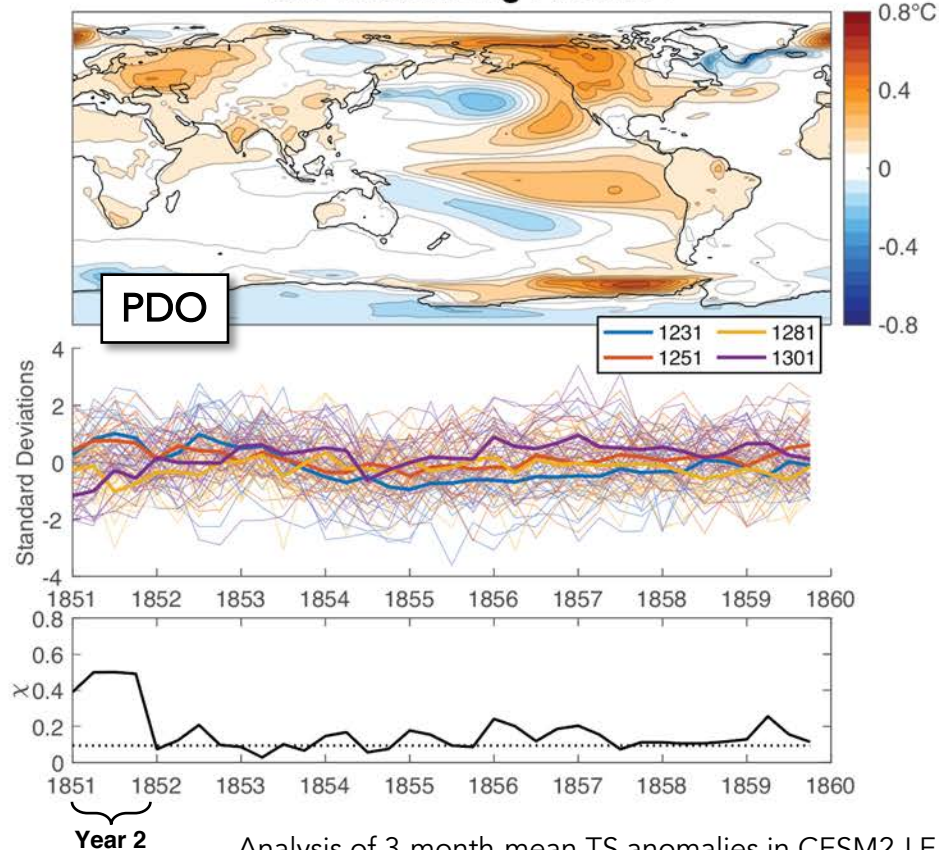 0.8°C
0.4
0
-0.4
-0.8
PDO
1231 1281
1251 1301
Standard Deviations
4
2
0
-2
-4
1851 1852 1853 1854 1855 1856 1857 1858 1859 1860
χ
0.8
0.6
0.4
0.2
0
1851 1852 1853 1854 1855 1856 1857 1858 1859 1860
Year 2
Analysis of 3-month mean TS anomalies in CESM2-LE